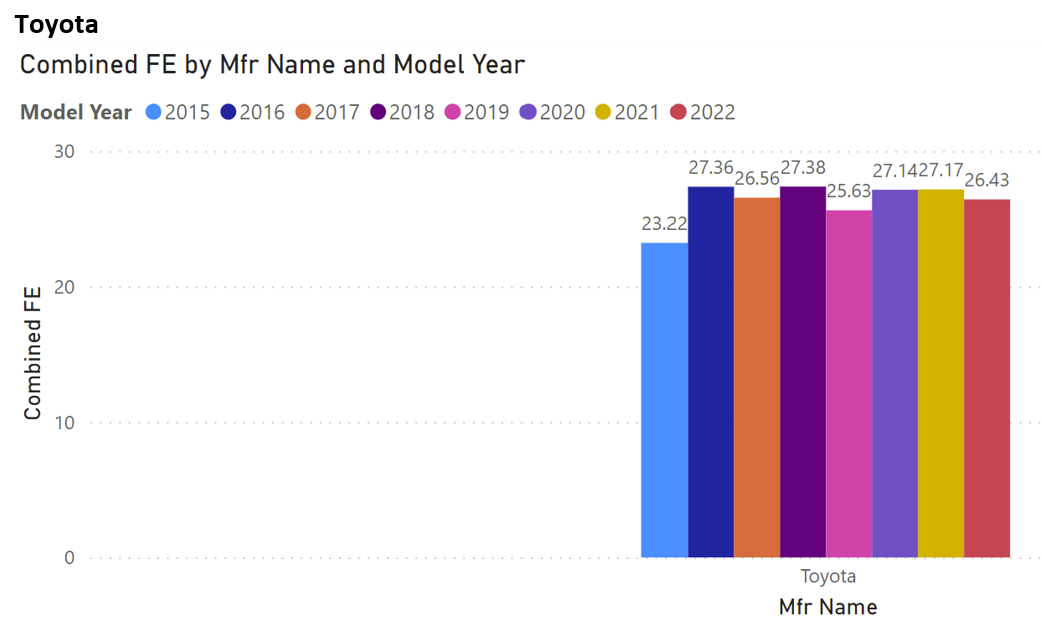 Toyota
Combined FE by Mfr Name and Model Year
Model Year 2015 2016 2017 2018 2019 2020 2021 2022
30
20
10
0
Combined FE
23.22
27.36
26.56
27.38
25.63
27.14
27.17
26.43
Toyota
Mfr Name